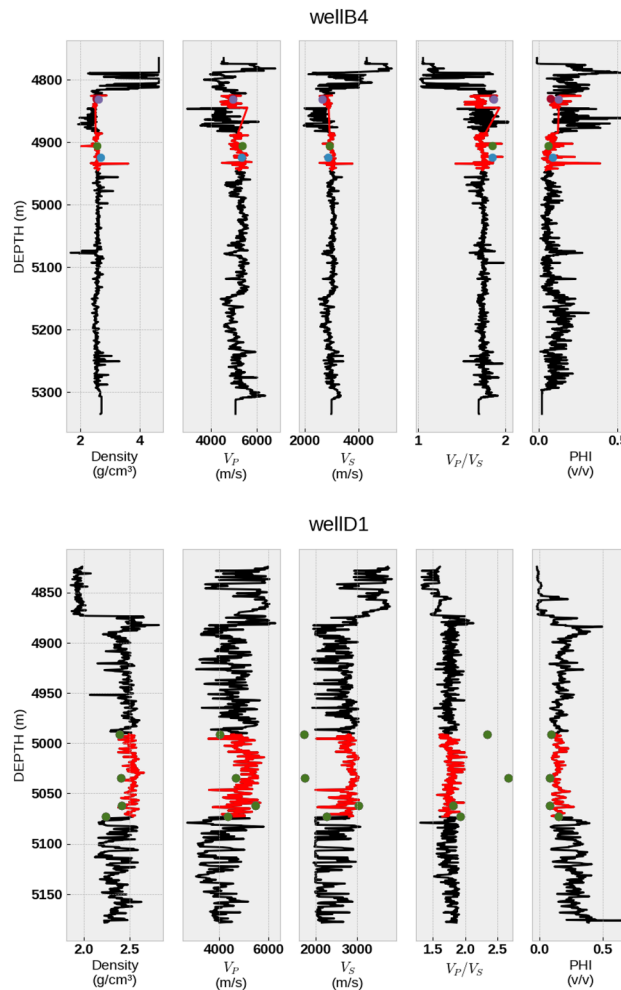 wellB4
DEPTH (m)
4800
4900
5000
5100
5200
5300
2 4 4000 6000 2000 4000 1 2 0.0 0.5
Density V_P V_S V_P/V_S PHI
(g/cm³) (m/s) (m/s) (v/v)
wellD1
DEPTH (m)
4850
4900
4950
5000
5050
5100
5150
2.0 2.5 4000 6000 2000 3000 1.5 2.0 2.5 0.0 0.5
Density V_P V_S V_P/V_S PHI
(g/cm³) (m/s) (m/s) (v/v)